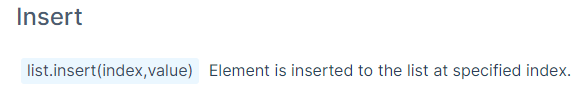 Insert
list.insert(index,value) Element is inserted to the list at specified index.